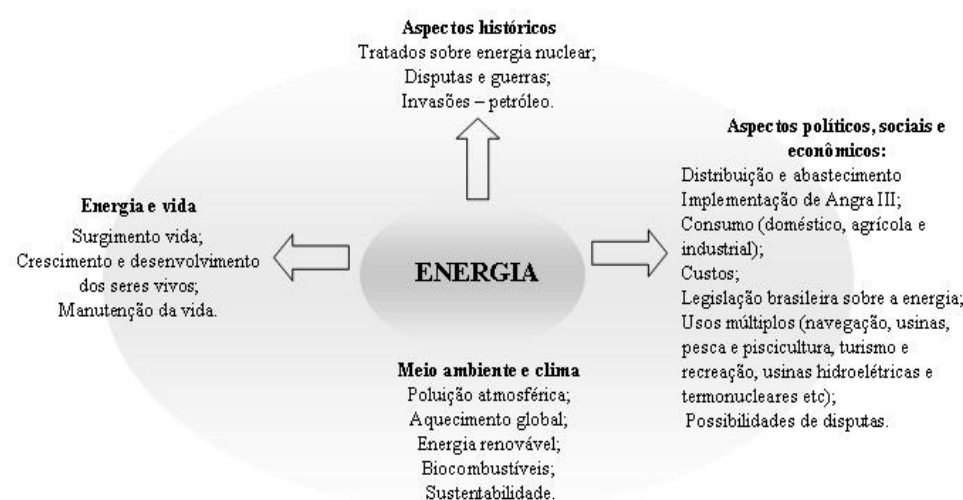 Aspectos históricos
Tratados sobre energia nuclear;
Disputas e guerras;
Invasões – petróleo.
Aspectos políticos, sociais e
econômicos:
Distribuição e abastecimento
Implementação de Angra III;
Consumo (doméstico, agrícola e
industrial);
Custos;
Legislação brasileira sobre a energia;
Usos múltiplos (navegação, usinas,
pesca e piscicultura, turismo e
recreação, usinas hidroelétricas e
termonucleares etc);
Possibilidades de disputas.
Energia e vida
Surgimento vida;
Crescimento e desenvolvimento
dos seres vivos;
Manutenção da vida.
ENERGIA
Meio ambiente e clima
Poluição atmosférica;
Aquecimento global;
Energia renovável;
Biocombustíveis;
Sustentabilidade.